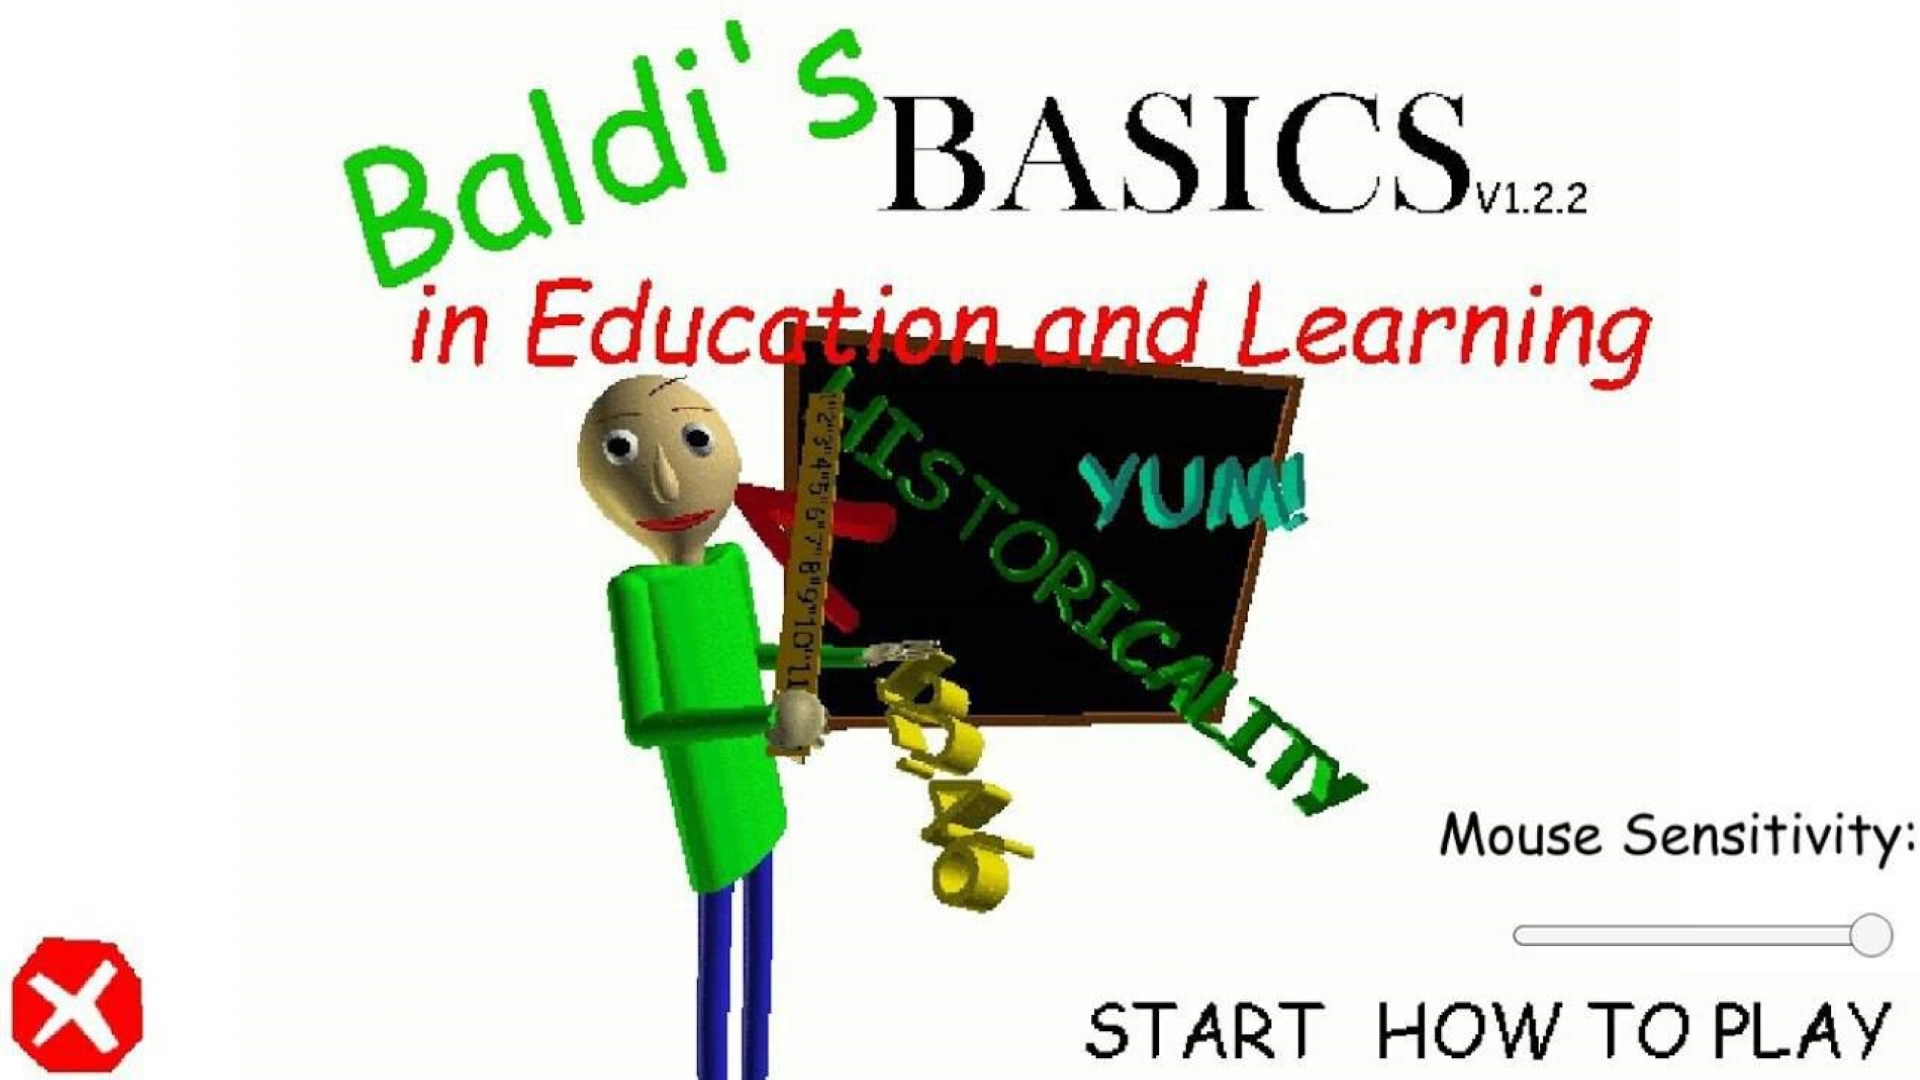 Baldi's
BASICS V1.2.2
in Education and Learning
1" 2" 3" 4" 5" 6" 7" 8" 9" 10" 11
HISTORICALITY
YUM!
Mouse Sensitivity:
START HOW TO PLAY